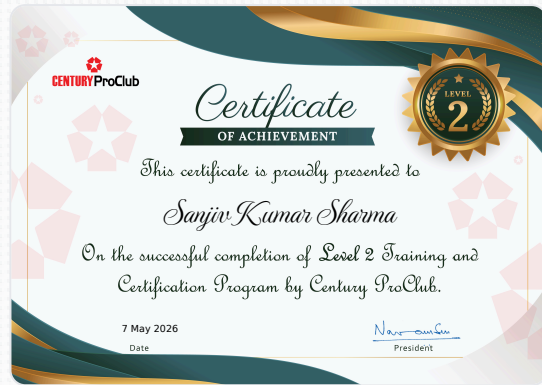 CENTURY ProClub
LEVEL
2
Certificate
OF ACHIEVEMENT
This certificate is proudly presented to
Sanjiv Kumar Sharma
On the successful completion of Level 2 Training and
Certification Program by Century ProClub.
7 May 2026
Date
President